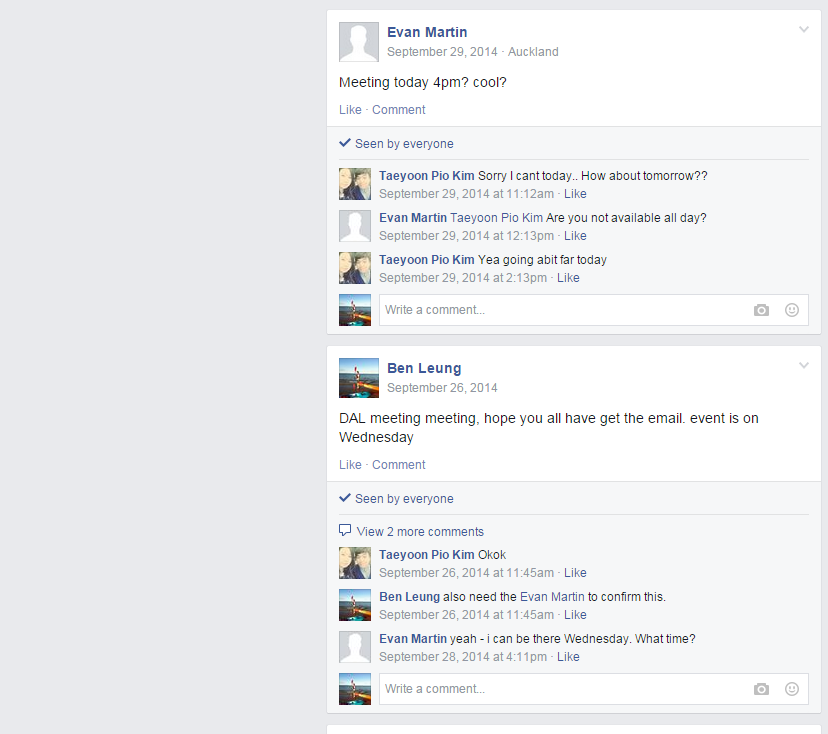 Evan Martin
September 29, 2014 · Auckland
Meeting today 4pm? cool?
Like · Comment
Seen by everyone
Taeyoon Pio Kim Sorry I cant today.. How about tomorrow??
September 29, 2014 at 11:12am · Like
Evan Martin Taeyoon Pio Kim Are you not available all day?
September 29, 2014 at 12:13pm · Like
Taeyoon Pio Kim Yea going abit far today
September 29, 2014 at 2:13pm · Like
Write a comment...
Ben Leung
September 26, 2014
DAL meeting meeting, hope you all have get the email. event is on
Wednesday
Like · Comment
Seen by everyone
View 2 more comments
Taeyoon Pio Kim Okok
September 26, 2014 at 11:45am · Like
Ben Leung also need the Evan Martin to confirm this.
September 26, 2014 at 11:45am · Like
Evan Martin yeah - i can be there Wednesday. What time?
September 28, 2014 at 4:11pm · Like
Write a comment...